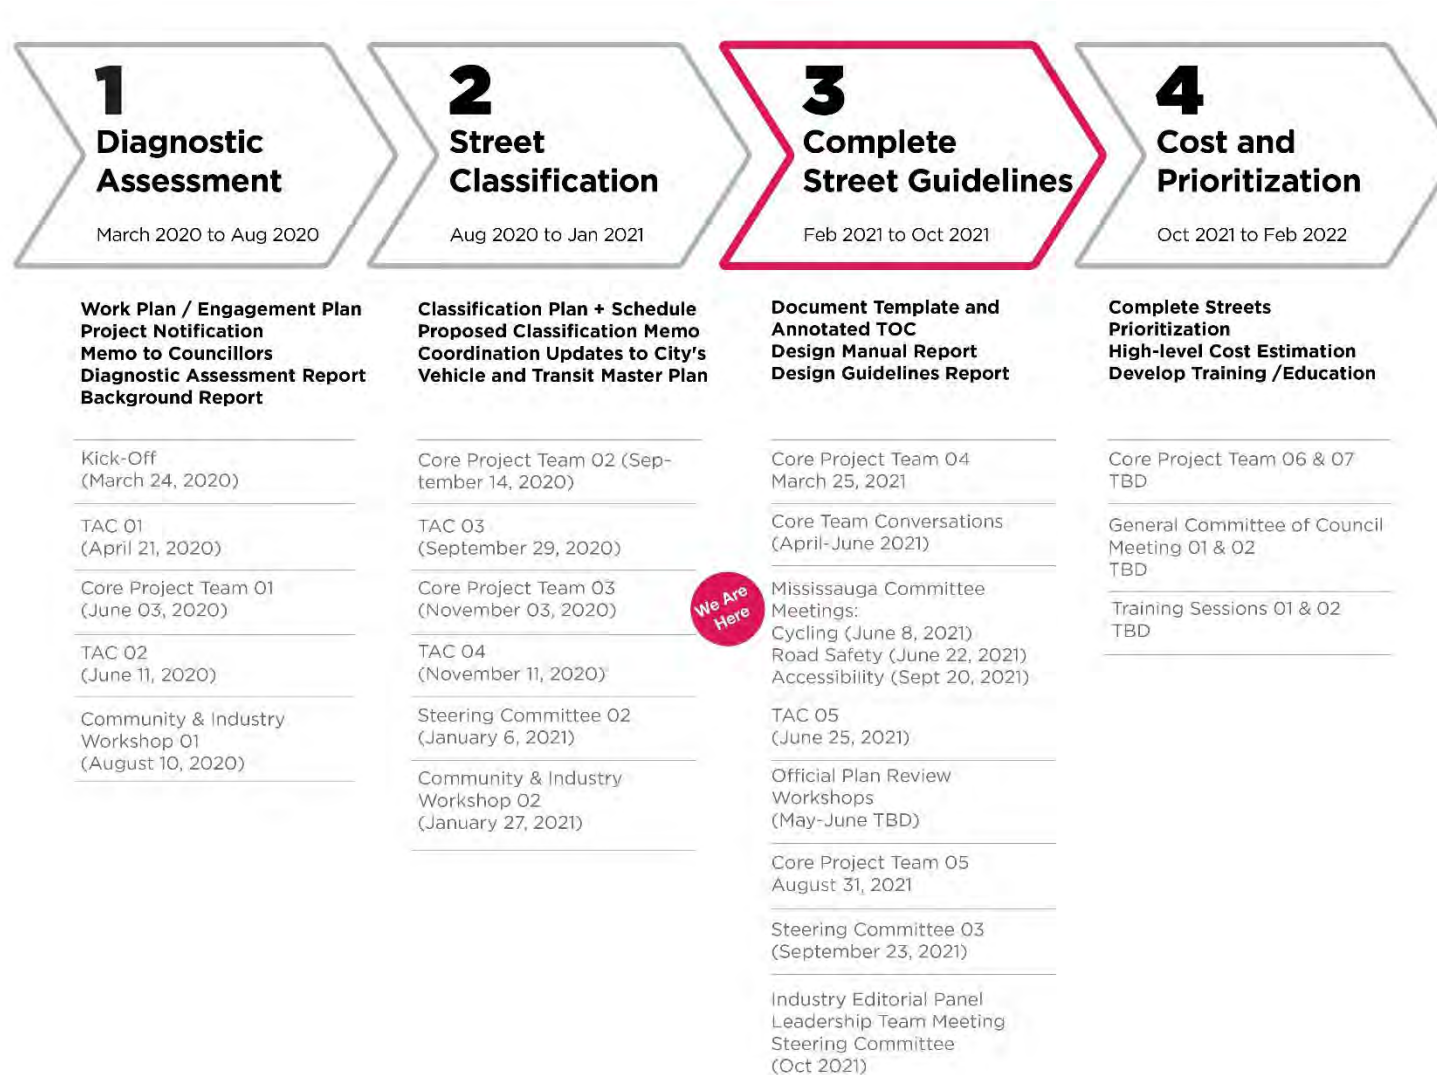 1
Diagnostic
Assessment
March 2020 to Aug 2020
Work Plan / Engagement Plan
Project Notification
Memo to Councillors
Diagnostic Assessment Report
Background Report
Kick-Off
(March 24, 2020)
TAC 01
(April 21, 2020)
Core Project Team 01
(June 03, 2020)
TAC 02
(June 11, 2020)
Community & Industry
Workshop 01
(August 10, 2020)
2
Street
Classification
Aug 2020 to Jan 2021
Classification Plan + Schedule
Proposed Classification Memo
Coordination Updates to City's
Vehicle and Transit Master Plan
Core Project Team 02 (Sep-
tember 14, 2020)
TAC 03
(September 29, 2020)
Core Project Team 03
(November 03, 2020)
TAC 04
(November 11, 2020)
Steering Committee 02
(January 6, 2021)
Community & Industry
Workshop 02
(January 27, 2021)
3
Complete
Street Guidelines
Feb 2021 to Oct 2021
Document Template and
Annotated TOC
Design Manual Report
Design Guidelines Report
Core Project Team 04
March 25, 2021
Core Team Conversations
(April-June 2021)
We Are
Here
Mississauga Committee
Meetings:
Cycling (June 8, 2021)
Road Safety (June 22, 2021)
Accessibility (Sept 20, 2021)
TAC 05
(June 25, 2021)
Official Plan Review
Workshops
(May-June TBD)
Core Project Team 05
August 31, 2021
Steering Committee 03
(September 23, 2021)
Industry Editorial Panel
Leadership Team Meeting
Steering Committee
(Oct 2021)
4
Cost and
Prioritization
Oct 2021 to Feb 2022
Complete Streets
Prioritization
High-level Cost Estimation
Develop Training /Education
Core Project Team 06 & 07
TBD
General Committee of Council
Meeting 01 & 02
TBD
Training Sessions 01 & 02
TBD